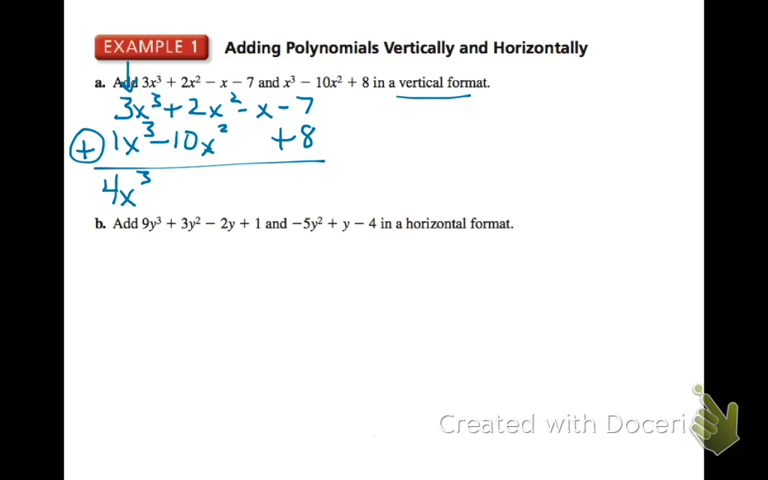 EXAMPLE 1 Adding Polynomials Vertically and Horizontally
a. Add 3x³ + 2x² − x − 7 and x³ − 10x² + 8 in a vertical format.
3x³ + 2x² − x − 7
+ 1x³ − 10x² + 8
4x³
b. Add 9y³ + 3y² − 2y + 1 and −5y² + y − 4 in a horizontal format.
Created with Doceri